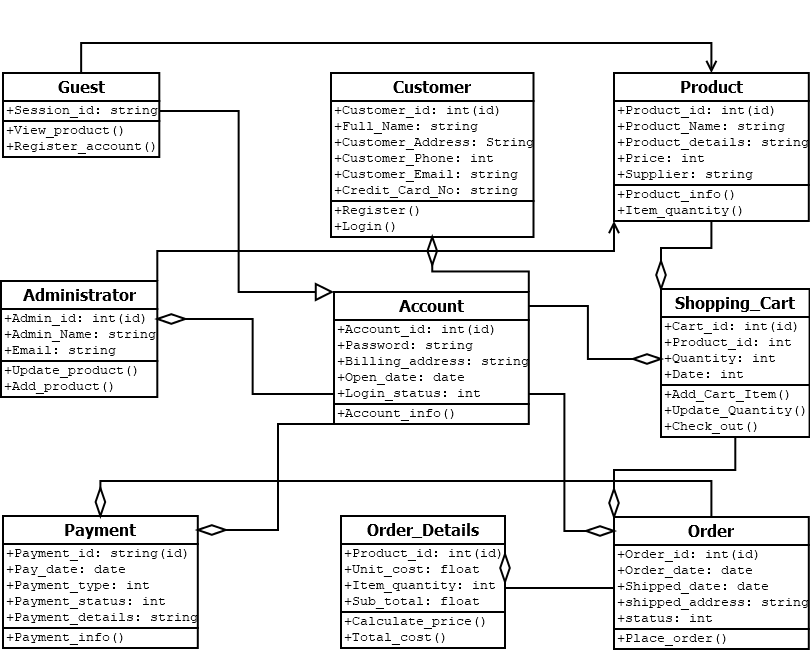 Guest
+Session_id: string
+View_product()
+Register_account()
Customer
+Customer_id: int(id)
+Full_Name: string
+Customer_Address: String
+Customer_Phone: int
+Customer_Email: string
+Credit_Card_No: string
+Register()
+Login()
Product
+Product_id: int(id)
+Product_Name: string
+Product_details: string
+Price: int
+Supplier: string
+Product_info()
+Item_quantity()
Administrator
+Admin_id: int(id)
+Admin_Name: string
+Email: string
+Update_product()
+Add_product()
Account
+Account_id: int(id)
+Password: string
+Billing_address: string
+Open_date: date
+Login_status: int
+Account_info()
Shopping_Cart
+Cart_id: int(id)
+Product_id: int
+Quantity: int
+Date: int
+Add_Cart_Item()
+Update_Quantity()
+Check_out()
Payment
+Payment_id: string(id)
+Pay_date: date
+Payment_type: int
+Payment_status: int
+Payment_details: string
+Payment_info()
Order_Details
+Product_id: int(id)
+Unit_cost: float
+Item_quantity: int
+Sub_total: float
+Calculate_price()
+Total_cost()
Order
+Order_id: int(id)
+Order_date: date
+Shipped_date: date
+shipped_address: string
+status: int
+Place_order()